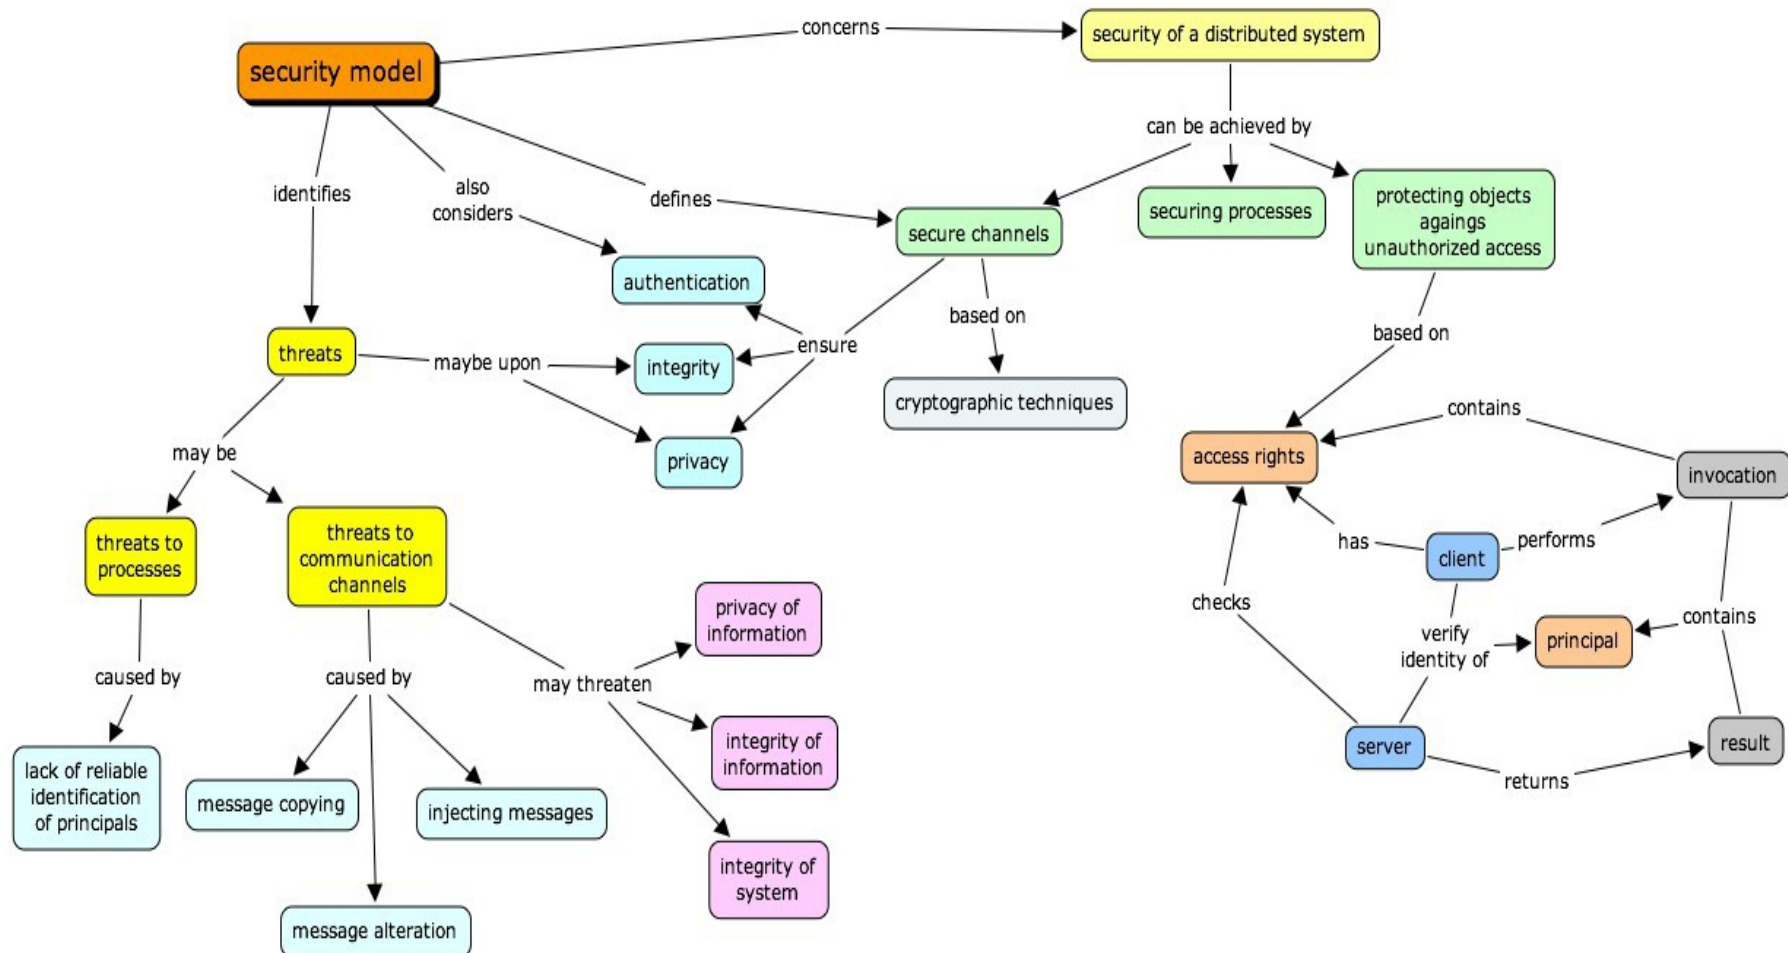 concerns
security of a distributed system
security model
can be achieved by
identifies
also
considers
defines
secure channels
securing processes
protecting objects
agaings
unauthorized access
authentication
based on
based on
threats
maybe upon
integrity
ensure
privacy
cryptographic techniques
contains
access rights
invocation
may be
has
client
performs
threats to
processes
threats to
communication
channels
checks
verify
identity of
principal
contains
privacy of
information
caused by
caused by
may threaten
integrity of
information
server
result
returns
lack of reliable
identification
of principals
message copying
injecting messages
integrity of
system
message alteration